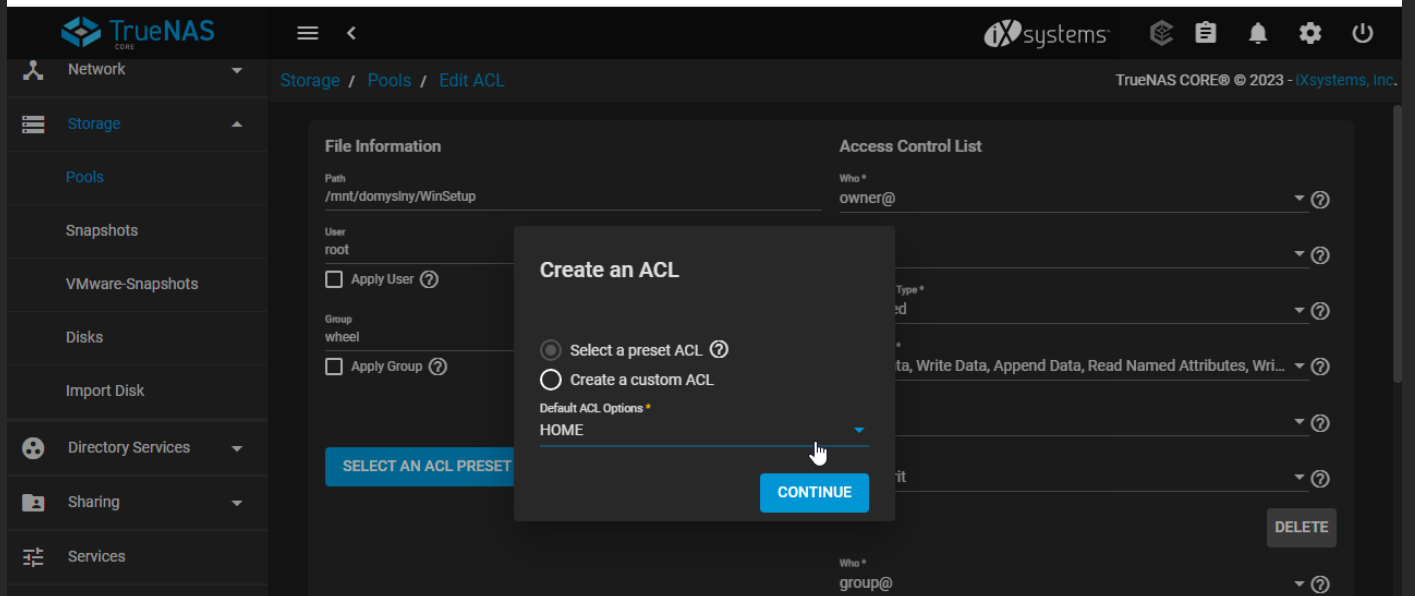 TrueNAS
CORE
iXsystems
Network
Storage / Pools / Edit ACL
TrueNAS CORE® © 2023 - iXsystems, Inc.
Storage
Pools
Snapshots
VMware-Snapshots
Disks
Import Disk
Directory Services
Sharing
Services
File Information
Path
/mnt/domyslny/WinSetup
User
root
Apply User
Group
wheel
Apply Group
SELECT AN ACL PRESET
Create an ACL
Select a preset ACL
Create a custom ACL
Default ACL Options *
HOME
CONTINUE
Access Control List
Who *
owner@
Type *
ed
*
ta, Write Data, Append Data, Read Named Attributes, Wri...
rit
DELETE
Who *
group@